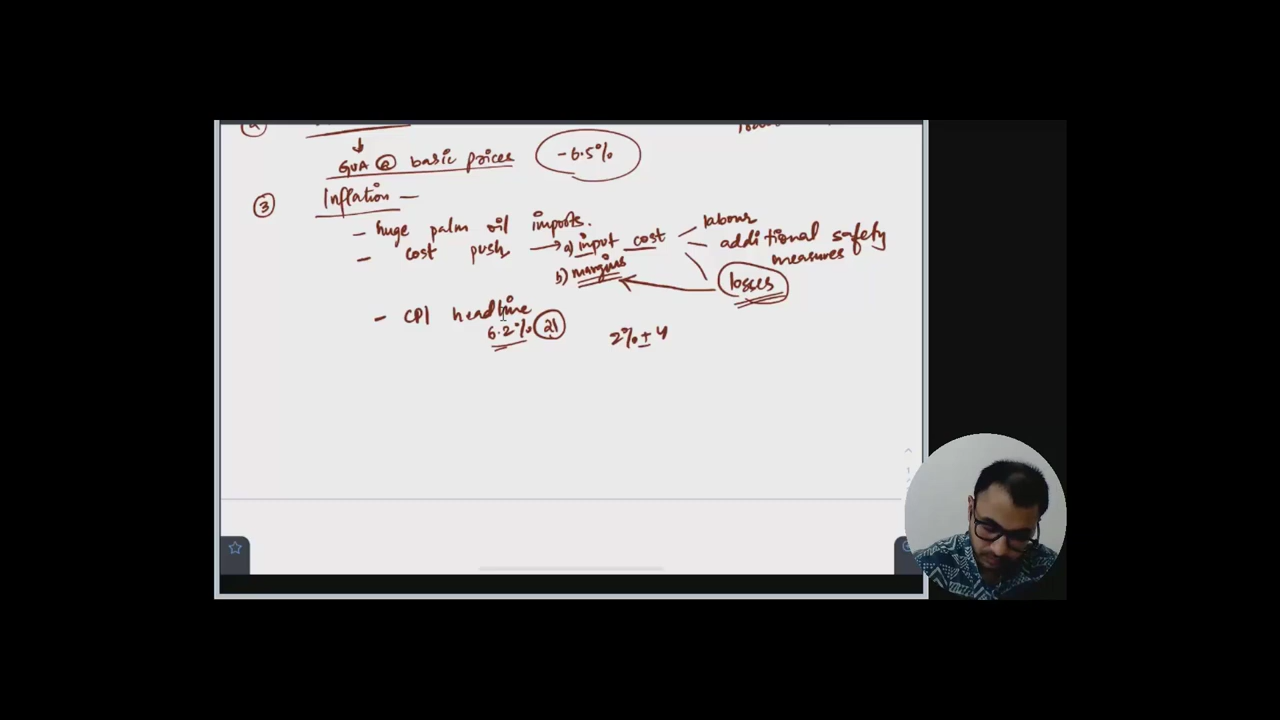 GVA @ basic prices -6.5%
3 Inflation —
— huge palm oil imports.
— cost push → a) input cost labour
additional safety
measures
losses
b) margins
— CPI headline
6.2% 21 2% ± 4